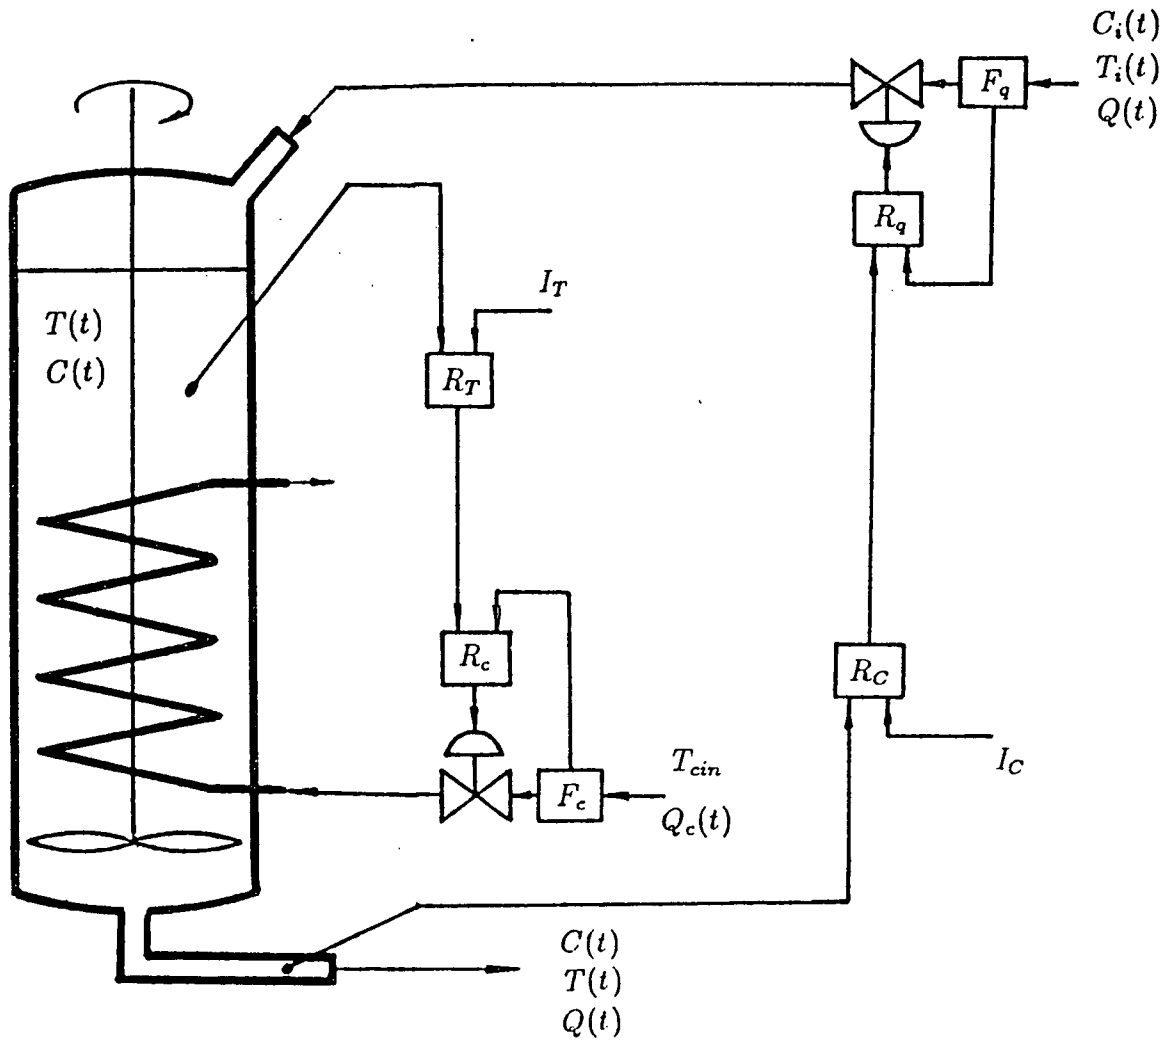 C_i(t)
T_i(t)
Q(t)
F_q
R_q
I_T
T(t)
C(t)
R_T
R_c
R_C
I_C
T_cin
F_c
Q_c(t)
C(t)
T(t)
Q(t)